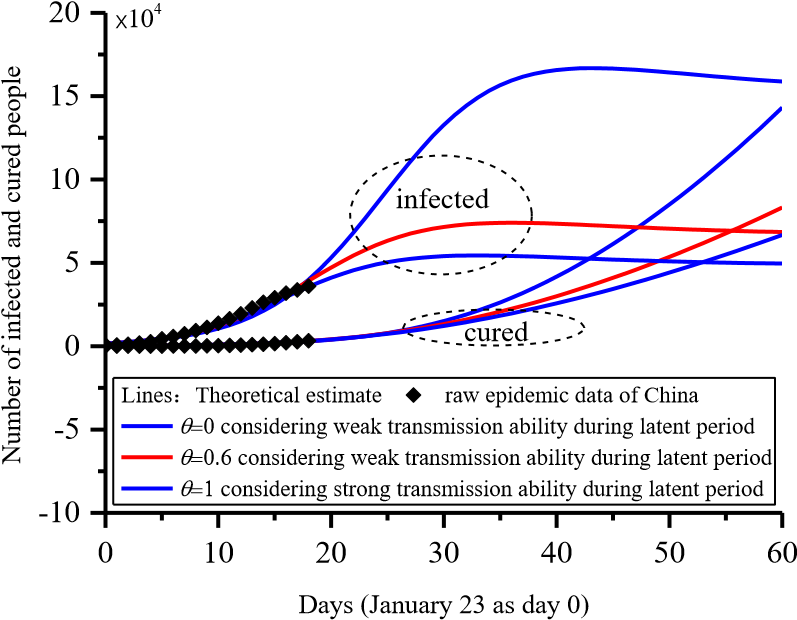 ×10⁴
20
15
10
5
0
-5
-10
Number of infected and cured people
infected
cured
Lines： Theoretical estimate ◆ raw epidemic data of China
θ=0 considering weak transmission ability during latent period
θ=0.6 considering weak transmission ability during latent period
θ=1 considering strong transmission ability during latent period
0 10 20 30 40 50 60
Days (January 23 as day 0)